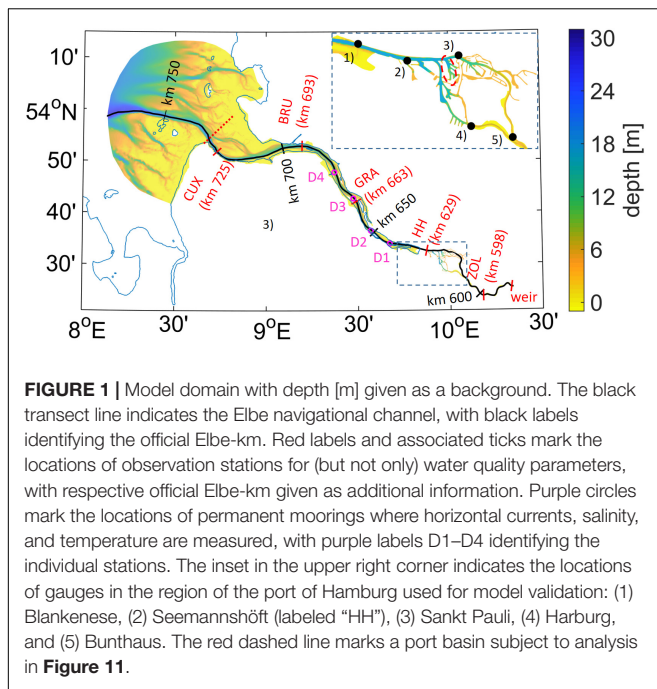 10'
54°N
50'
40'
30'
8°E
30'
9°E
30'
10°E
30'
km 750
CUX
(km 725)
km 700
BRU
(km 693)
D4
GRA
(km 663)
D3
km 650
D2
D1
HH
(km 629)
ZOL
(km 598)
km 600
weir
3)
1)
2)
3)
4)
5)
30
24
18
12
6
0
depth [m]
FIGURE 1 | Model domain with depth [m] given as a background. The black
transect line indicates the Elbe navigational channel, with black labels
identifying the official Elbe-km. Red labels and associated ticks mark the
locations of observation stations for (but not only) water quality parameters,
with respective official Elbe-km given as additional information. Purple circles
mark the locations of permanent moorings where horizontal currents, salinity,
and temperature are measured, with purple labels D1–D4 identifying the
individual stations. The inset in the upper right corner indicates the locations
of gauges in the region of the port of Hamburg used for model validation: (1)
Blankenese, (2) Seemannshöft (labeled “HH”), (3) Sankt Pauli, (4) Harburg,
and (5) Bunthaus. The red dashed line marks a port basin subject to analysis
in Figure 11.